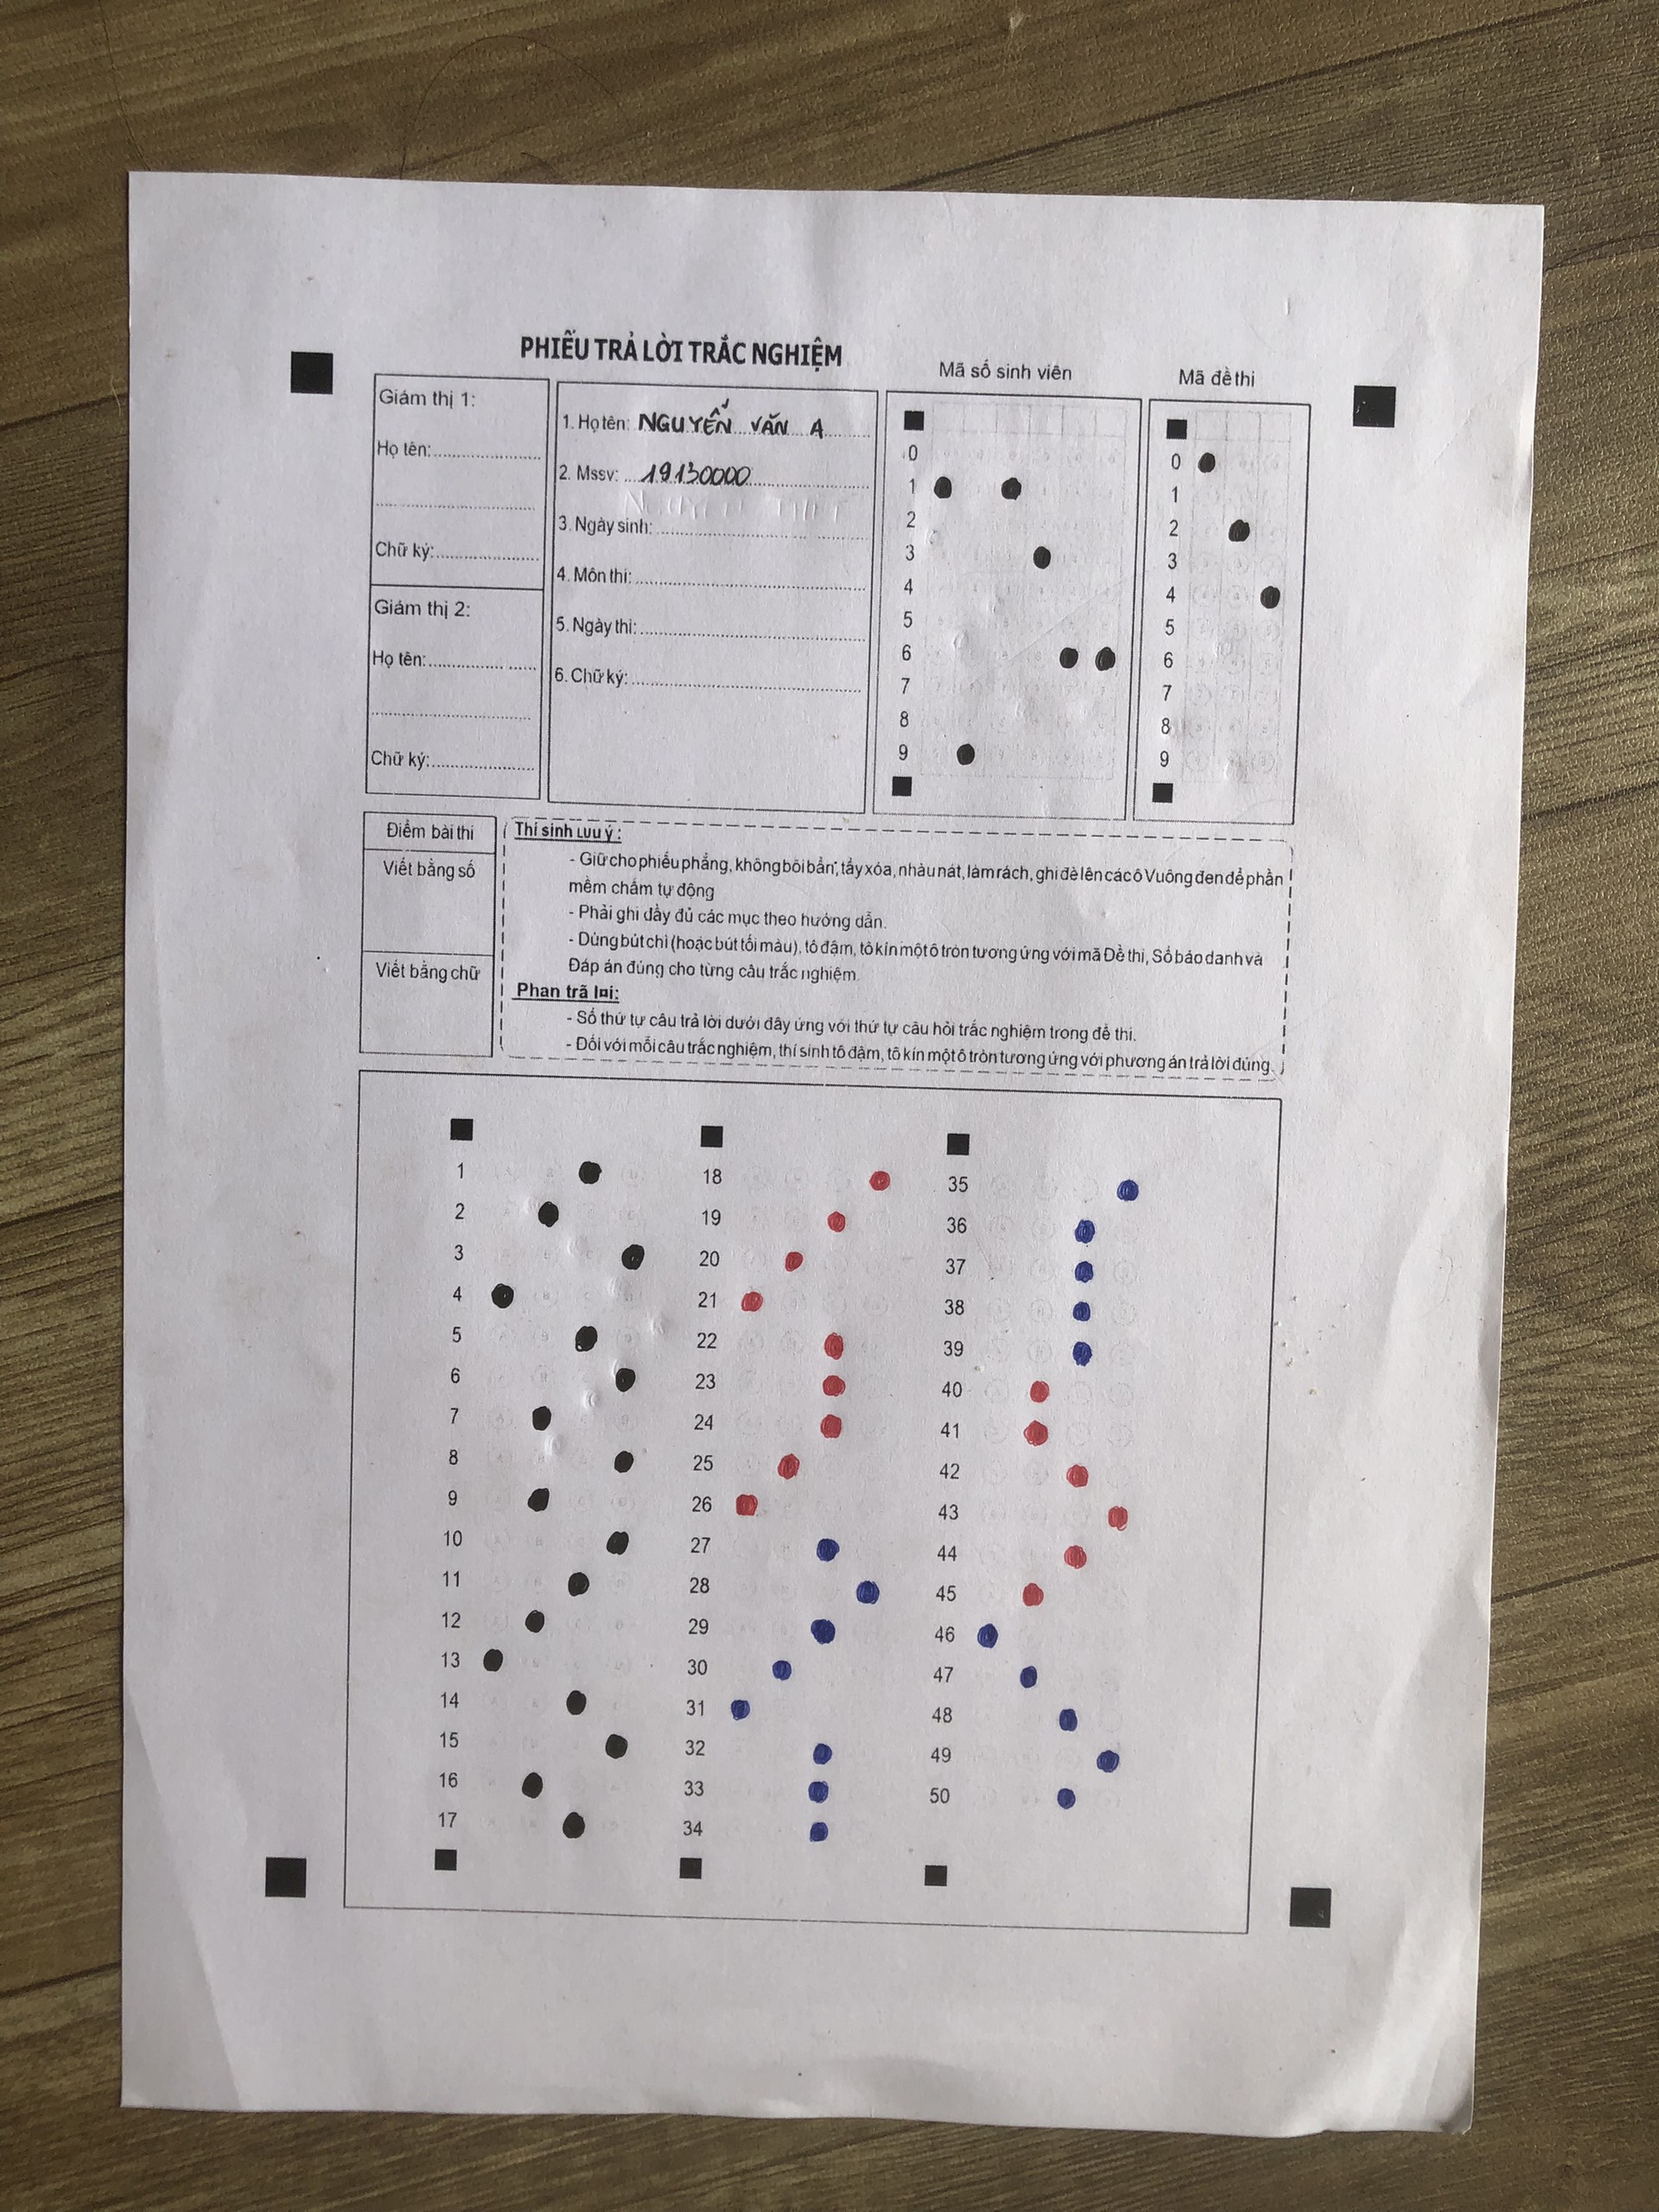 PHIẾU TRẢ LỜI TRẮC NGHIỆM
Mã số sinh viên
Mã đề thi
Giám thị 1:
Họ tên:
Chữ ký:
Giám thị 2:
Họ tên:
Chữ ký:
1. Họ tên: NGUYỄN VĂN A
2. Mssv: 19130000
3. Ngày sinh:
4. Môn thi:
5. Ngày thi:
6. Chữ ký:
0
1
2
3
4
5
6
7
8
9
0
1
2
3
4
5
6
7
8
9
Điểm bài thi
Viết bằng số
Viết bằng chữ
Thí sinh Lưu ý :
- Giữ cho phiếu phẳng, không bôi bẩn, tẩy xóa, nhàu nát, làm rách, ghi đè lên các ô Vuông đen để phần
mềm chấm tự động
- Phải ghi đầy đủ các mục theo hướng dẫn.
- Dùng bút chì (hoặc bút tối màu), tô đậm, tô kín một ô tròn tương ứng với mã Đề thi, Số báo danh và
Đáp án đúng cho từng câu trắc nghiệm.
Phan trã lơi:
- Số thứ tự câu trả lời dưới đây ứng với thứ tự câu hỏi trắc nghiệm trong đề thi.
- Đối với mỗi câu trắc nghiệm, thí sinh tô đậm, tô kín một ô tròn tương ứng với phương án trả lời đúng.
1
2
3
4
5
6
7
8
9
10
11
12
13
14
15
16
17
18
19
20
21
22
23
24
25
26
27
28
29
30
31
32
33
34
35
36
37
38
39
40
41
42
43
44
45
46
47
48
49
50